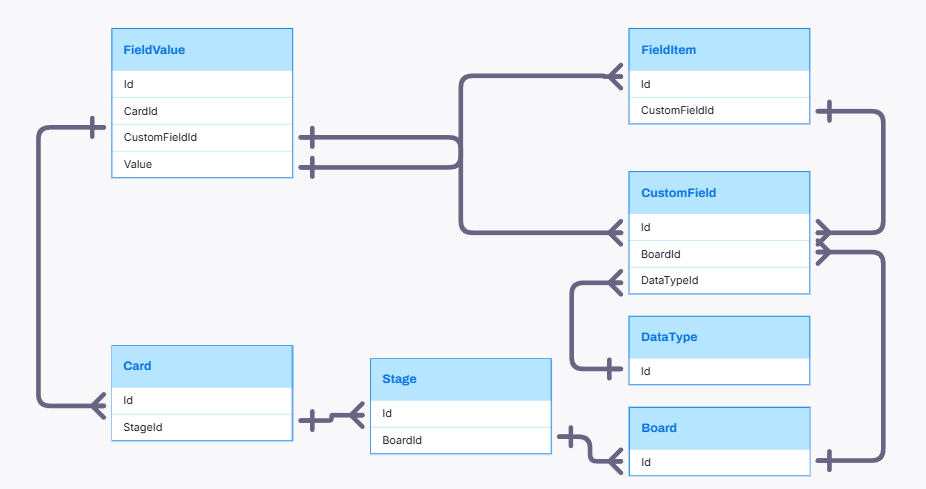 FieldValue
Id
CardId
CustomFieldId
Value
FieldItem
Id
CustomFieldId
CustomField
Id
BoardId
DataTypeId
DataType
Id
Card
Id
StageId
Stage
Id
BoardId
Board
Id